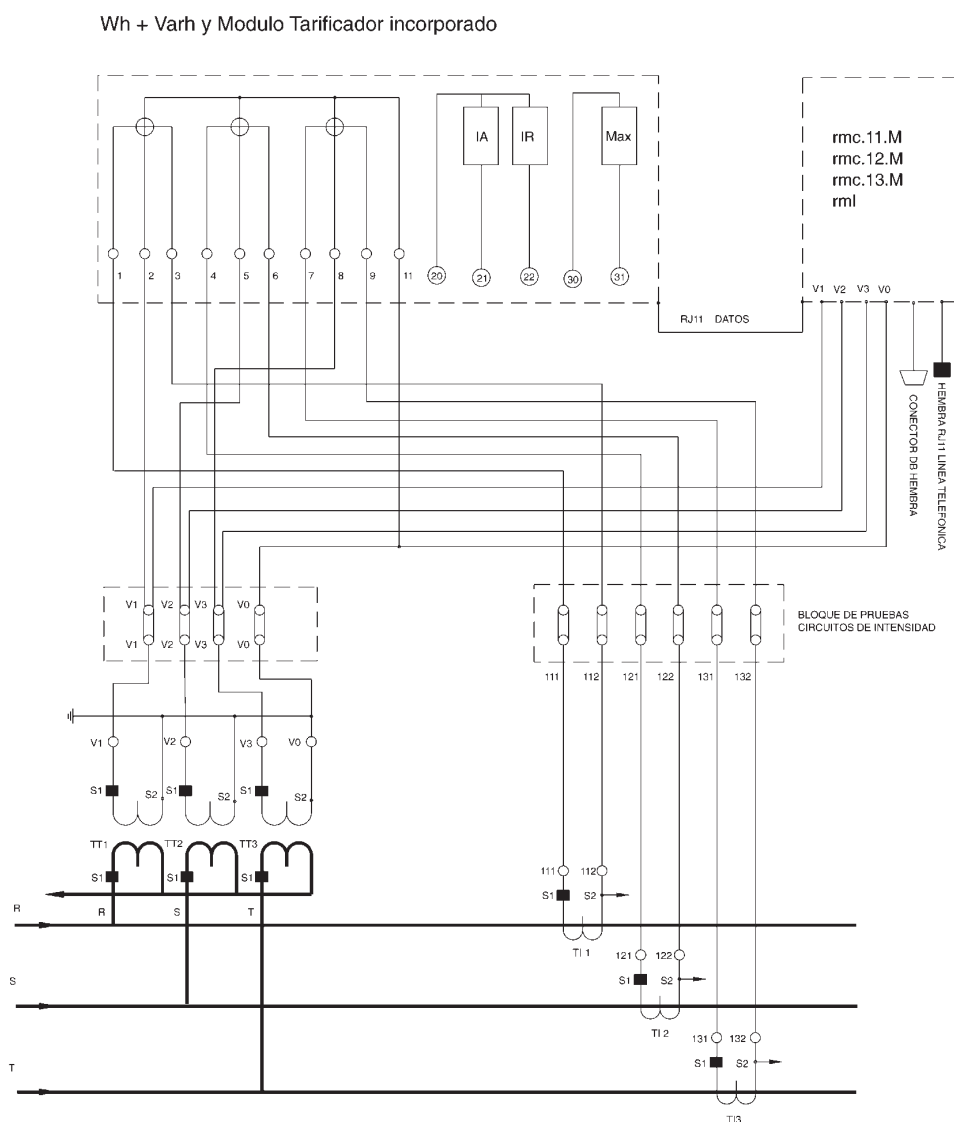 Wh + Varh y Modulo Tarificador incorporado
IA
IR
Max
rmc.11.M
rmc.12.M
rmc.13.M
rml
1 2 3 4 5 6 7 8 9 11
20 21 22 30 31
V1 V2 V3 V0
RJ11 DATOS
CONECTOR DB HEMBRA
HEMBRA RJ11 LINEA TELEFONICA
V1 V2 V3 V0
V1 V2 V3 V0
BLOQUE DE PRUEBAS
CIRCUITOS DE INTENSIDAD
111 112 121 122 131 132
V1 V2 V3 V0
S1 S2 S1 S2 S1 S2
TT1 TT2 TT3
S1 S1 S1
111 112
S1 S2
R
R S T
TI 1
121 122
S1 S2
S
TI 2
131 132
S1 S2
T
TI3